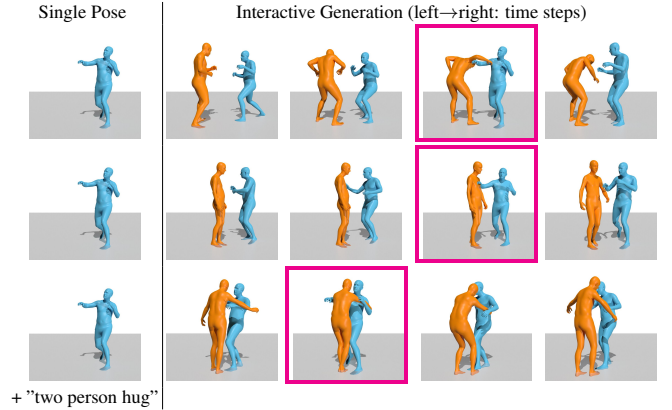 Single Pose
Interactive Generation (left→right: time steps)
+ ”two person hug”